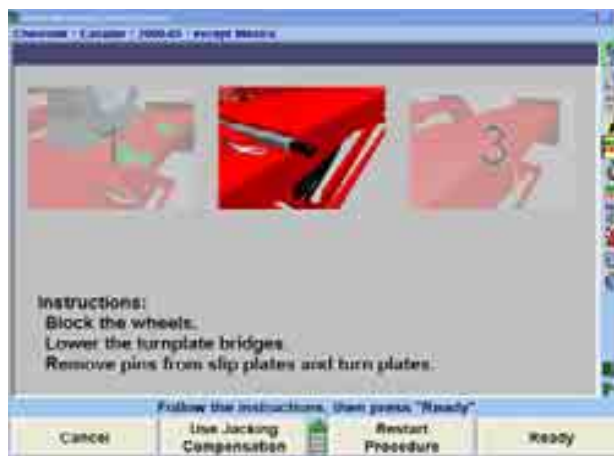 Chevrolet - Cavalier - 2000-05 - except Mexico
3
Instructions:
Block the wheels.
Lower the turnplate bridges.
Remove pins from slip plates and turn plates.
Follow the instructions, then press "Ready"
Cancel
Use Jacking
Compensation
Restart
Procedure
Ready